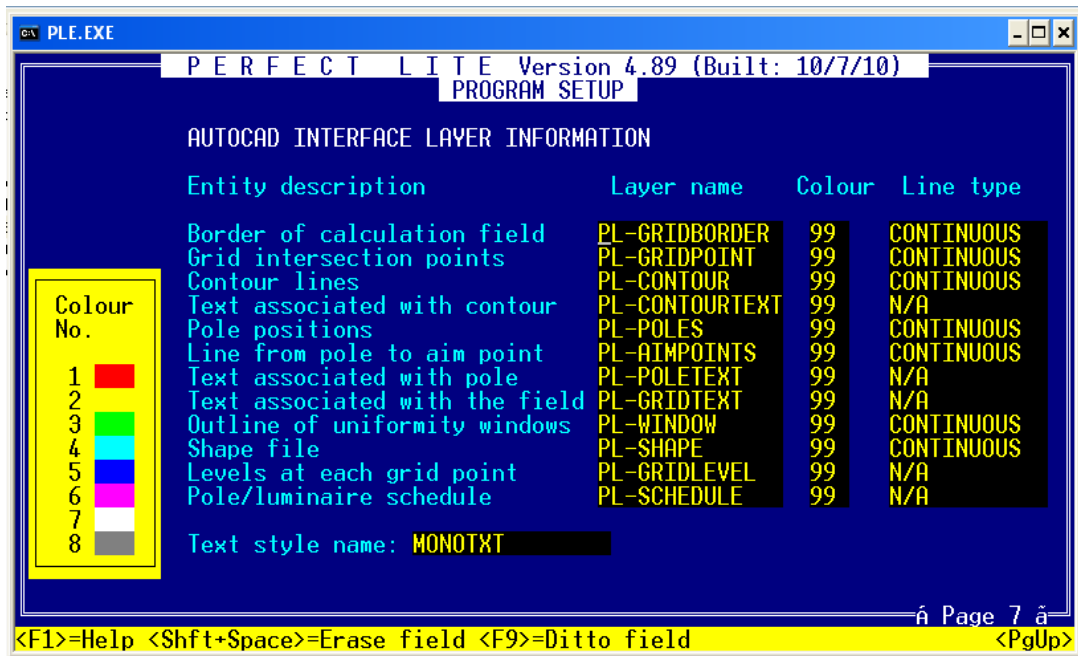 PLE.EXE
P E R F E C T   L I T E  Version 4.89 (Built: 10/7/10)
PROGRAM SETUP
AUTOCAD INTERFACE LAYER INFORMATION
Entity description Layer name Colour Line type
Border of calculation field PL-GRIDBORDER 99 CONTINUOUS
Grid intersection points PL-GRIDPOINT 99 CONTINUOUS
Contour lines PL-CONTOUR 99 CONTINUOUS
Text associated with contour PL-CONTOURTEXT 99 N/A
Pole positions PL-POLES 99 CONTINUOUS
Line from pole to aim point PL-AIMPOINTS 99 CONTINUOUS
Text associated with pole PL-POLETEXT 99 N/A
Text associated with the field PL-GRIDTEXT 99 N/A
Outline of uniformity windows PL-WINDOW 99 CONTINUOUS
Shape file PL-SHAPE 99 CONTINUOUS
Levels at each grid point PL-GRIDLEVEL 99 N/A
Pole/luminaire schedule PL-SCHEDULE 99 N/A
Text style name: MONOTXT
Colour
No.
1
2
3
4
5
6
7
8
á Page 7 ã
<F1>=Help <Shft+Space>=Erase field <F9>=Ditto field <PgUp>